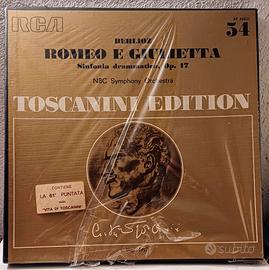 RCA
54
BERLIOZ
ROMEO E GIULIETTA
Sinfonia drammatica, Op. 17
NBC Symphony Orchestra
TOSCANINI EDITION
CONTIENE
LA 61ª PUNTATA
della
"VITA DI TOSCANINI"
subito